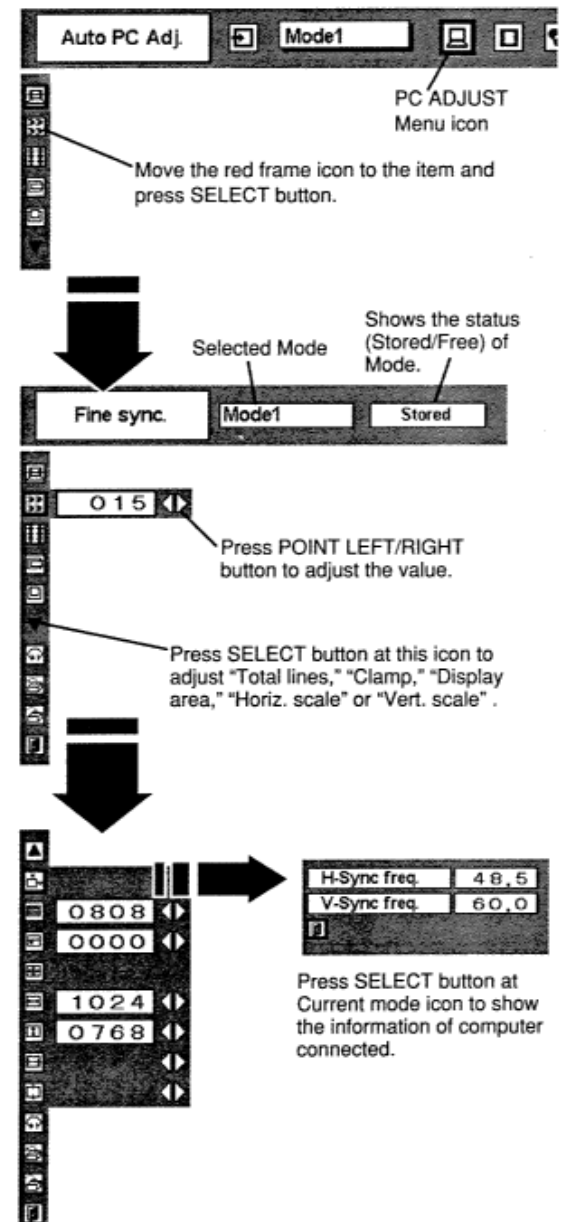 Auto PC Adj.
Mode1
PC ADJUST
Menu icon
Move the red frame icon to the item and
press SELECT button.
Shows the status
(Stored/Free) of
Mode.
Selected Mode
Fine sync.
Mode1
Stored
015
Press POINT LEFT/RIGHT
button to adjust the value.
Press SELECT button at this icon to
adjust “Total lines,” “Clamp,” “Display
area,” “Horiz. scale” or “Vert. scale” .
H-Sync freq. 48,5
V-Sync freq. 60,0
0808
0000
1024
0768
Press SELECT button at
Current mode icon to show
the information of computer
connected.